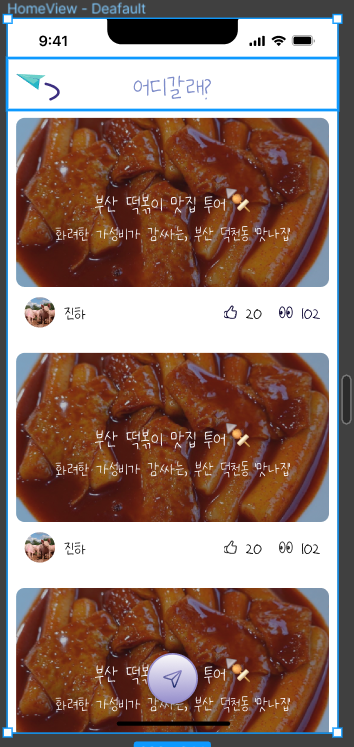 HomeView - Deafault
9:41
어디갈래?
부산 떡볶이 맛집 투어🍢
화려한 가성비가 감싸는, 부산 덕천동 '맛나집'
진하
20
102
부산 떡볶이 맛집 투어🍢
화려한 가성비가 감싸는, 부산 덕천동 '맛나집'
진하
20
102
부산 떡볶이 투어🍢
화려한 가성비가 감싸는, 부산 덕천동 '맛나집'